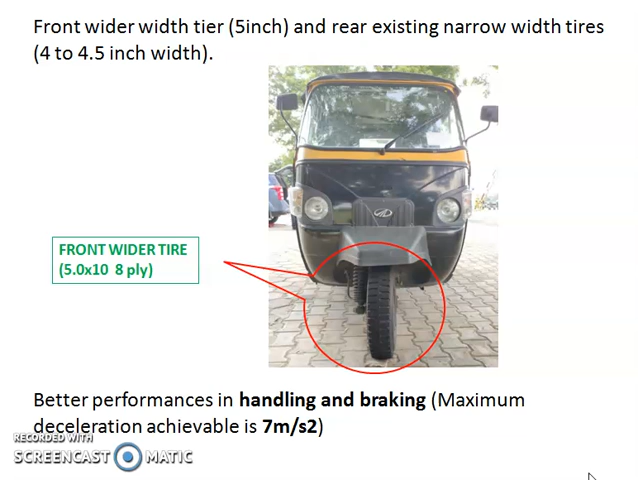 Front wider width tier (5inch) and rear existing narrow width tires
(4 to 4.5 inch width).
FRONT WIDER TIRE
(5.0x10 8 ply)
Better performances in handling and braking (Maximum
deceleration achievable is 7m/s2)
RECORDED WITH
SCREENCAST MATIC